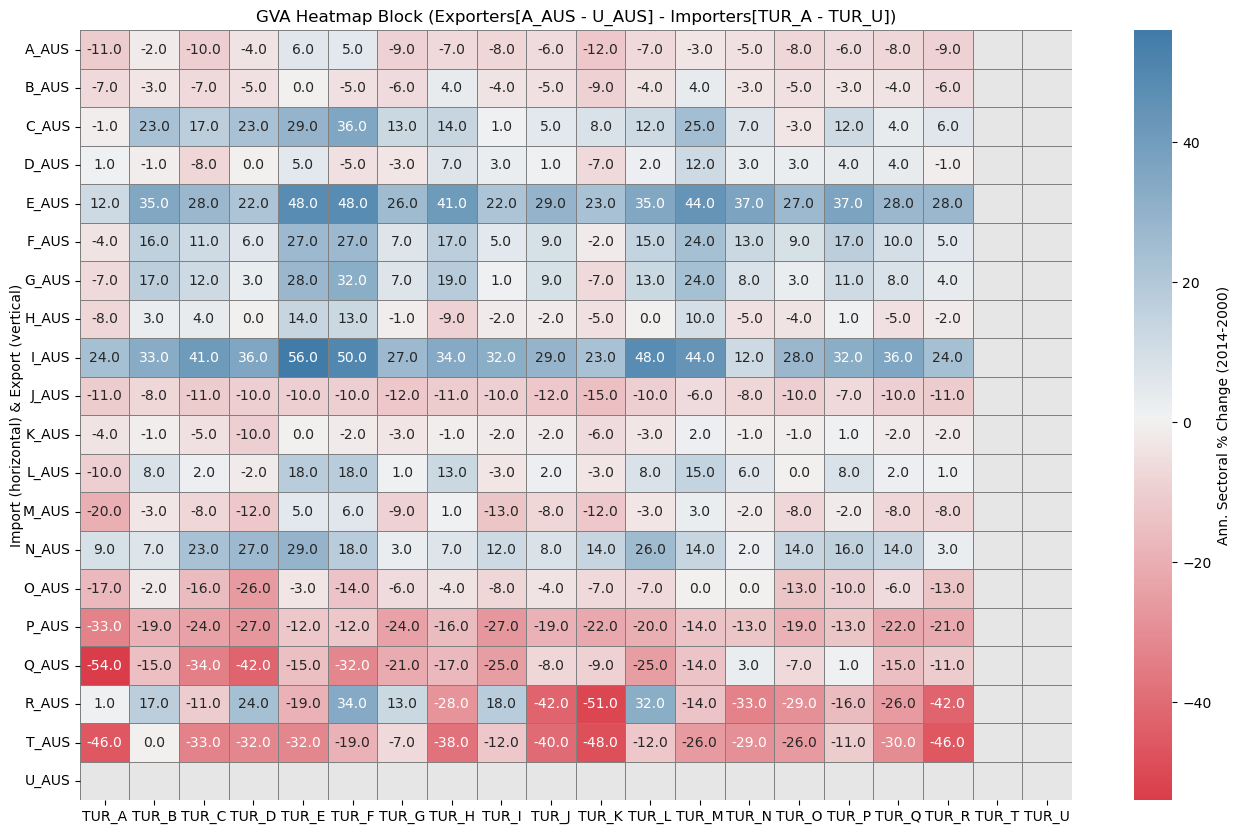 GVA Heatmap Block (Exporters[A_AUS - U_AUS] - Importers[TUR_A - TUR_U])
A_AUS -11.0 -2.0 -10.0 -4.0 6.0 5.0 -9.0 -7.0 -8.0 -6.0 -12.0 -7.0 -3.0 -5.0 -8.0 -6.0 -8.0 -9.0
B_AUS -7.0 -3.0 -7.0 -5.0 0.0 -5.0 -6.0 4.0 -4.0 -5.0 -9.0 -4.0 4.0 -3.0 -5.0 -3.0 -4.0 -6.0
C_AUS -1.0 23.0 17.0 23.0 29.0 36.0 13.0 14.0 1.0 5.0 8.0 12.0 25.0 7.0 -3.0 12.0 4.0 6.0
D_AUS 1.0 -1.0 -8.0 0.0 5.0 -5.0 -3.0 7.0 3.0 1.0 -7.0 2.0 12.0 3.0 3.0 4.0 4.0 -1.0
E_AUS 12.0 35.0 28.0 22.0 48.0 48.0 26.0 41.0 22.0 29.0 23.0 35.0 44.0 37.0 27.0 37.0 28.0 28.0
F_AUS -4.0 16.0 11.0 6.0 27.0 27.0 7.0 17.0 5.0 9.0 -2.0 15.0 24.0 13.0 9.0 17.0 10.0 5.0
G_AUS -7.0 17.0 12.0 3.0 28.0 32.0 7.0 19.0 1.0 9.0 -7.0 13.0 24.0 8.0 3.0 11.0 8.0 4.0
H_AUS -8.0 3.0 4.0 0.0 14.0 13.0 -1.0 -9.0 -2.0 -2.0 -5.0 0.0 10.0 -5.0 -4.0 1.0 -5.0 -2.0
I_AUS 24.0 33.0 41.0 36.0 56.0 50.0 27.0 34.0 32.0 29.0 23.0 48.0 44.0 12.0 28.0 32.0 36.0 24.0
J_AUS -11.0 -8.0 -11.0 -10.0 -10.0 -10.0 -12.0 -11.0 -10.0 -12.0 -15.0 -10.0 -6.0 -8.0 -10.0 -7.0 -10.0 -11.0
K_AUS -4.0 -1.0 -5.0 -10.0 0.0 -2.0 -3.0 -1.0 -2.0 -2.0 -6.0 -3.0 2.0 -1.0 -1.0 1.0 -2.0 -2.0
L_AUS -10.0 8.0 2.0 -2.0 18.0 18.0 1.0 13.0 -3.0 2.0 -3.0 8.0 15.0 6.0 0.0 8.0 2.0 1.0
M_AUS -20.0 -3.0 -8.0 -12.0 5.0 6.0 -9.0 1.0 -13.0 -8.0 -12.0 -3.0 3.0 -2.0 -8.0 -2.0 -8.0 -8.0
N_AUS 9.0 7.0 23.0 27.0 29.0 18.0 3.0 7.0 12.0 8.0 14.0 26.0 14.0 2.0 14.0 16.0 14.0 3.0
O_AUS -17.0 -2.0 -16.0 -26.0 -3.0 -14.0 -6.0 -4.0 -8.0 -4.0 -7.0 -7.0 0.0 0.0 -13.0 -10.0 -6.0 -13.0
P_AUS -33.0 -19.0 -24.0 -27.0 -12.0 -12.0 -24.0 -16.0 -27.0 -19.0 -22.0 -20.0 -14.0 -13.0 -19.0 -13.0 -22.0 -21.0
Q_AUS -54.0 -15.0 -34.0 -42.0 -15.0 -32.0 -21.0 -17.0 -25.0 -8.0 -9.0 -25.0 -14.0 3.0 -7.0 1.0 -15.0 -11.0
R_AUS 1.0 17.0 -11.0 24.0 -19.0 34.0 13.0 -28.0 18.0 -42.0 -51.0 32.0 -14.0 -33.0 -29.0 -16.0 -26.0 -42.0
T_AUS -46.0 0.0 -33.0 -32.0 -32.0 -19.0 -7.0 -38.0 -12.0 -40.0 -48.0 -12.0 -26.0 -29.0 -26.0 -11.0 -30.0 -46.0
U_AUS
TUR_A TUR_B TUR_C TUR_D TUR_E TUR_F TUR_G TUR_H TUR_I TUR_J TUR_K TUR_L TUR_M TUR_N TUR_O TUR_P TUR_Q TUR_R TUR_T TUR_U
Import (horizontal) & Export (vertical)
40
20
0
−20
−40
Ann. Sectoral % Change (2014-2000)